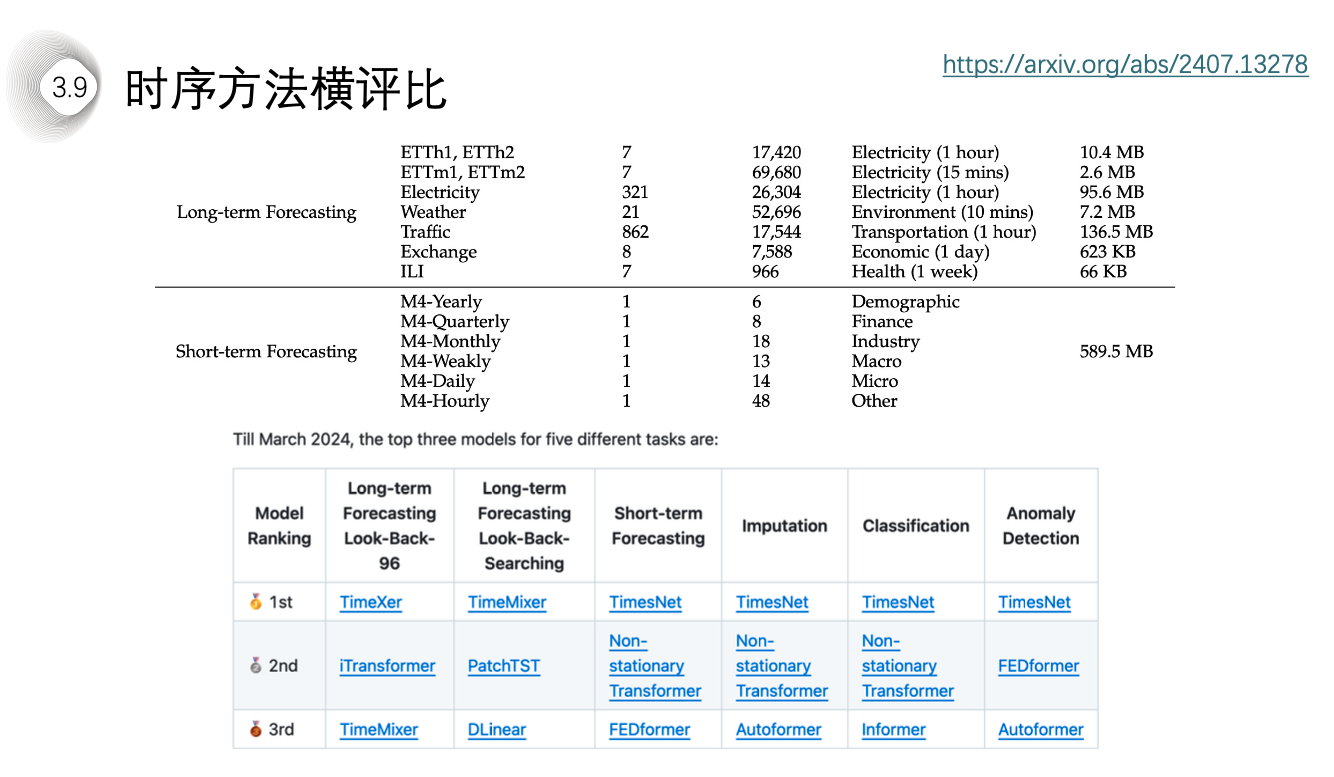 3.9
时序方法横评比
https://arxiv.org/abs/2407.13278
Long-term Forecasting
ETTh1, ETTh2 7 17,420 Electricity (1 hour) 10.4 MB
ETTm1, ETTm2 7 69,680 Electricity (15 mins) 2.6 MB
Electricity 321 26,304 Electricity (1 hour) 95.6 MB
Weather 21 52,696 Environment (10 mins) 7.2 MB
Traffic 862 17,544 Transportation (1 hour) 136.5 MB
Exchange 8 7,588 Economic (1 day) 623 KB
ILI 7 966 Health (1 week) 66 KB
Short-term Forecasting
M4-Yearly 1 6 Demographic
M4-Quarterly 1 8 Finance
M4-Monthly 1 18 Industry
M4-Weakly 1 13 Macro
M4-Daily 1 14 Micro
M4-Hourly 1 48 Other
589.5 MB
Till March 2024, the top three models for five different tasks are:
Model
Ranking
Long-term
Forecasting
Look-Back-
96
Long-term
Forecasting
Look-Back-
Searching
Short-term
Forecasting
Imputation
Classification
Anomaly
Detection
🥇 1st
TimeXer
TimeMixer
TimesNet
TimesNet
TimesNet
TimesNet
🥈 2nd
iTransformer
PatchTST
Non-
stationary
Transformer
Non-
stationary
Transformer
Non-
stationary
Transformer
FEDformer
🥉 3rd
TimeMixer
DLinear
FEDformer
Autoformer
Informer
Autoformer